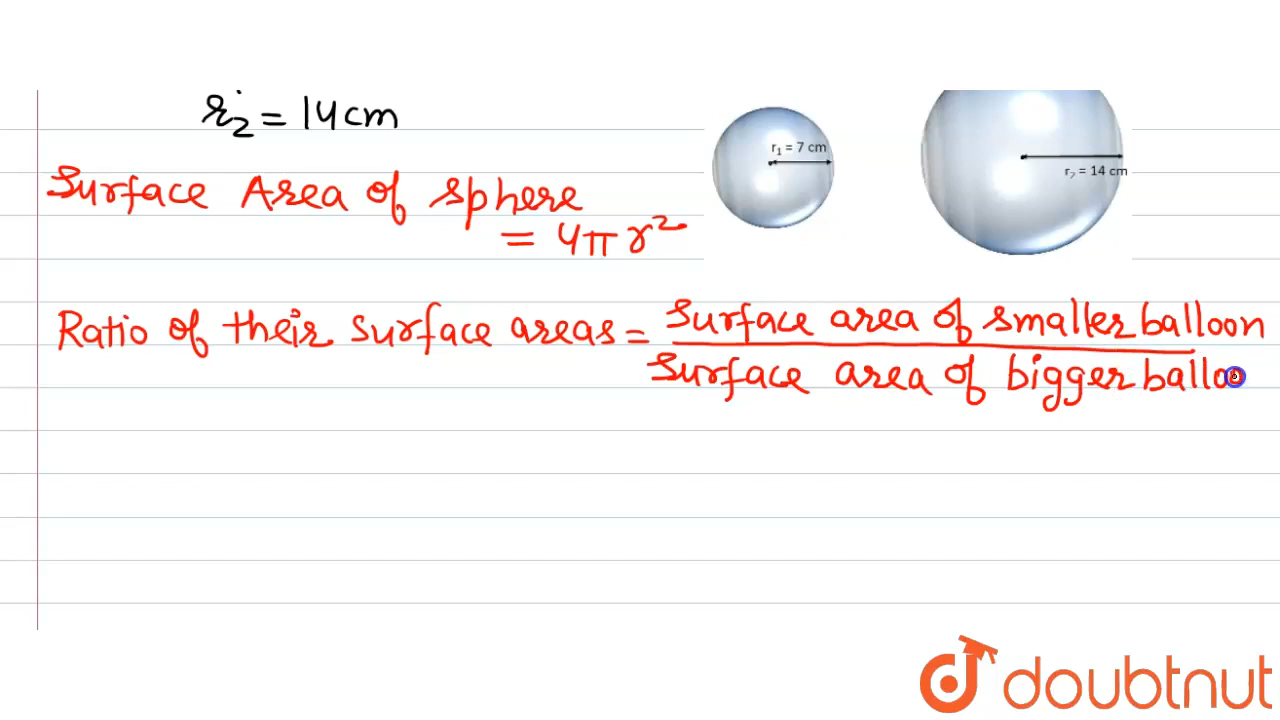 r₂ = 14 cm
r₁ = 7 cm
r₂ = 14 cm
Surface Area of sphere
= 4πr²
Ratio of their surface areas = Surface area of smaller balloon
Surface area of bigger balloo
doubtnut